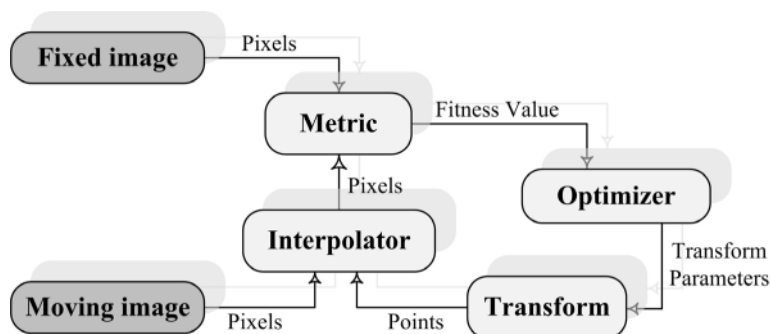 Fixed image
Pixels
Metric
Fitness Value
Pixels
Optimizer
Interpolator
Transform
Parameters
Moving image
Pixels
Points
Transform